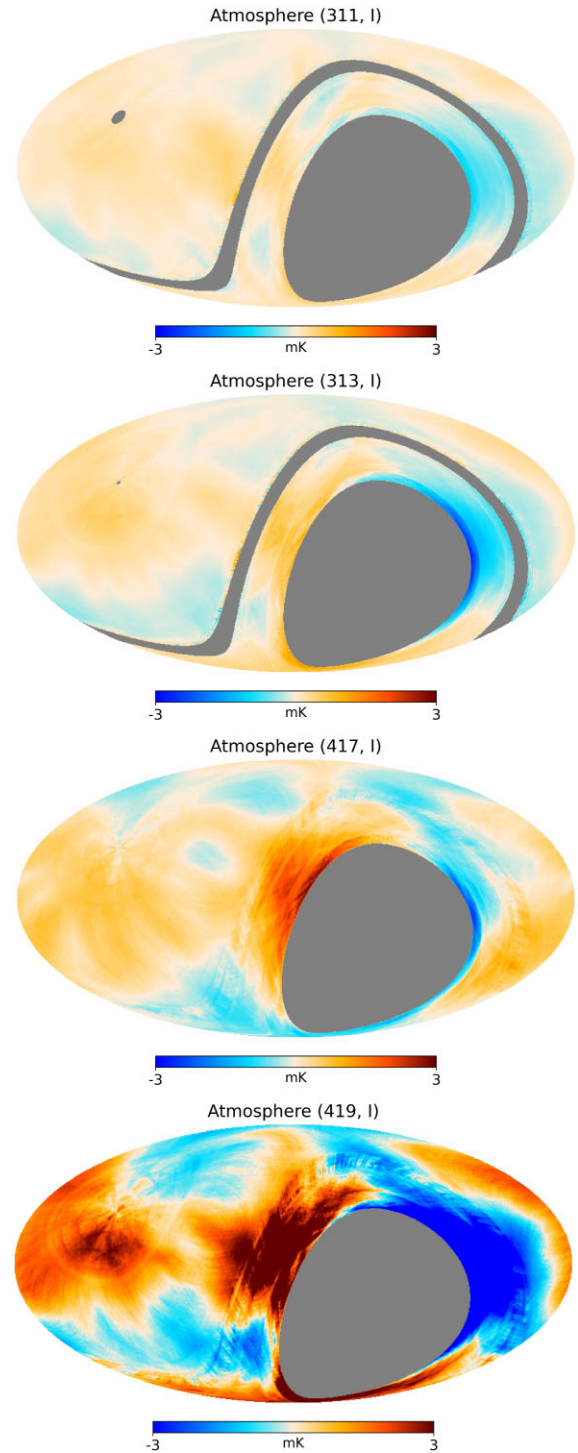 Atmosphere (311, I)
-3 mK 3
Atmosphere (313, I)
-3 mK 3
Atmosphere (417, I)
-3 mK 3
Atmosphere (419, I)
-3 mK 3